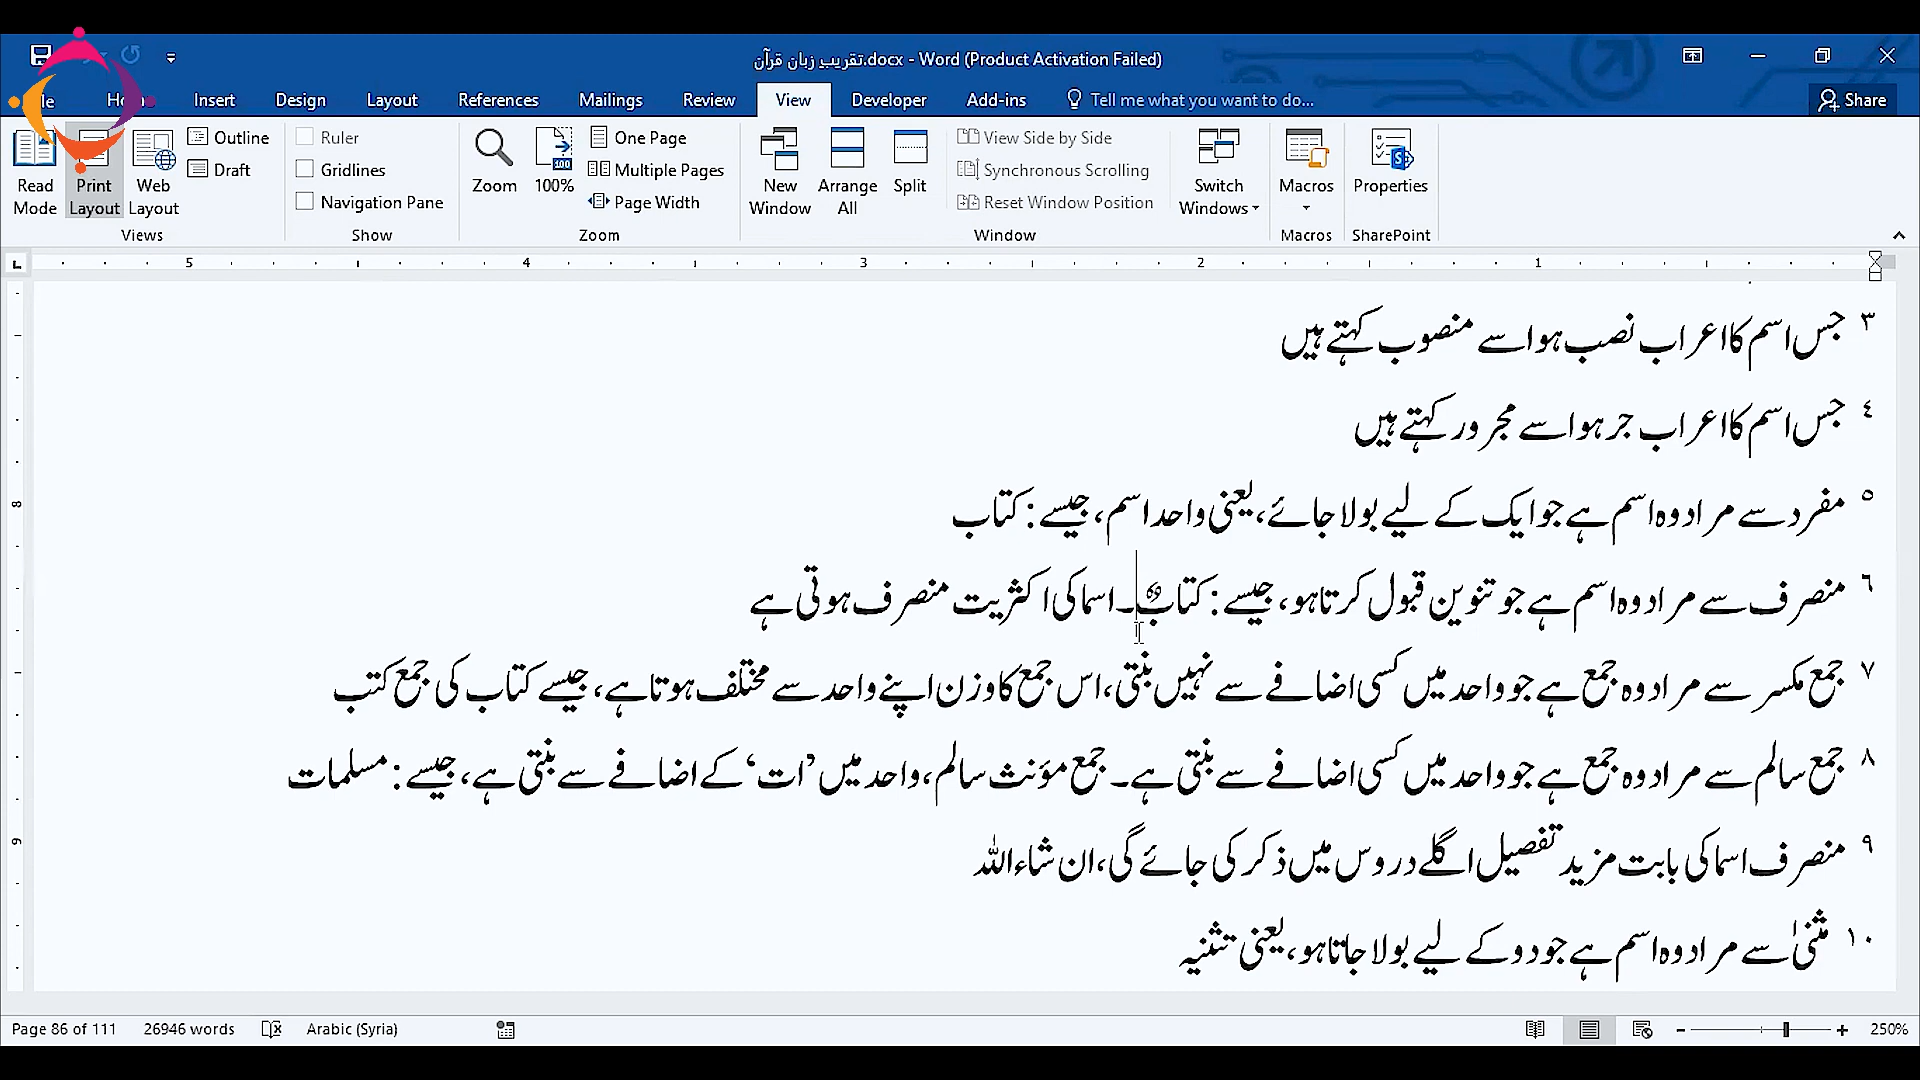 تقریب زبان قرآن.docx - Word (Product Activation Failed)
Insert Design Layout References Mailings Review View Developer Add-ins Tell me what you want to do... Share
Read Mode
Print Layout
Web Layout
Outline
Draft
Views
Ruler
Gridlines
Navigation Pane
Show
Zoom
100%
One Page
Multiple Pages
Page Width
Zoom
New Window
Arrange All
Split
View Side by Side
Synchronous Scrolling
Reset Window Position
Window
Switch Windows
Macros
Macros
Properties
SharePoint
5 4 3 2 1
٣ جس اسم کا اعراب نصب ہو اسے منصوب کہتے ہیں
٤ جس اسم کا اعراب جر ہو اسے مجرور کہتے ہیں
٥ مفرد سے مراد وہ اسم ہے جو ایک کے لیے بولا جائے، یعنی واحد اسم، جیسے: کتاب
٦ منصرف سے مراد وہ اسم ہے جو تنوین قبول کرتا ہو، جیسے: کتابٌ۔ اسما کی اکثریت منصرف ہوتی ہے
٧ جمع مکسر سے مراد وہ جمع ہے جو واحد میں کسی اضافے سے نہیں بنتی، اس جمع کا وزن اپنے واحد سے مختلف ہوتا ہے، جیسے کتاب کی جمع کتب
٨ جمع سالم سے مراد وہ جمع ہے جو واحد میں کسی اضافے سے بنتی ہے۔ جمع مؤنث سالم، واحد میں ’ات‘ کے اضافے سے بنتی ہے، جیسے: مسلمات
٩ منصرف اسما کی بابت مزید تفصیل اگلے دروس میں ذکر کی جائے گی، ان شاء اللہ
١٠ مثنیٰ سے مراد وہ اسم ہے جو دو کے لیے بولا جاتا ہو، یعنی تثنیہ
8
9
Page 86 of 111 26946 words Arabic (Syria) 250%